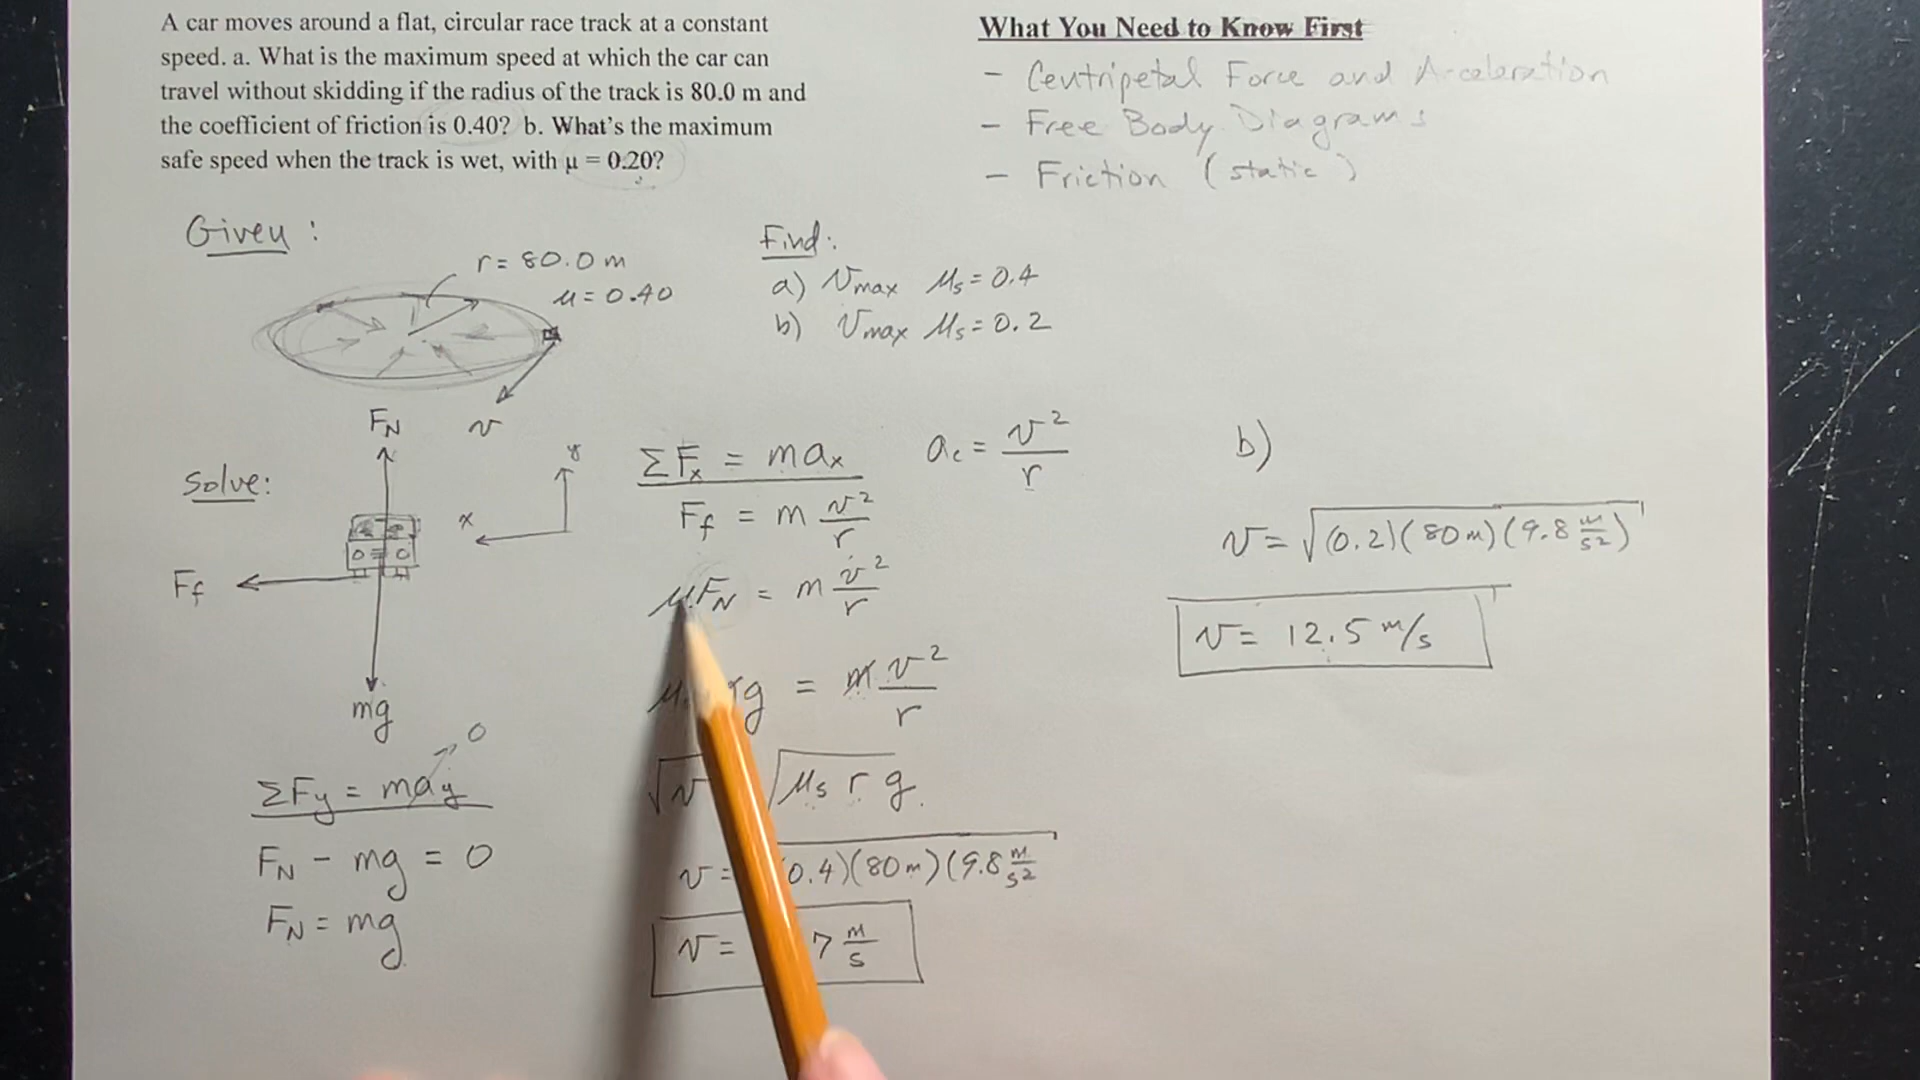 A car moves around a flat, circular race track at a constant
speed. a. What is the maximum speed at which the car can
travel without skidding if the radius of the track is 80.0 m and
the coefficient of friction is 0.40? b. What's the maximum
safe speed when the track is wet, with μ = 0.20?
What You Need to Know First
- Centripetal Force and Acceleration
- Free Body Diagrams
- Friction (static)
Given :
r = 80.0 m
μ = 0.40
v
Find:
a) vmax μs = 0.4
b) vmax μs = 0.2
Solve:
FN
y
x
Ff
mg
ΣFy = may
0
FN - mg = 0
FN = mg
ΣFx = max
ac = v²/r
Ff = m v²/r
μFN = m v²/r
g = m v²/r
√v √μs r g
v = (0.4)(80m)(9.8 m/s²
v = 7 m/s
b)
v = √(0.2)(80m)(9.8 m/s²)
v = 12.5 m/s